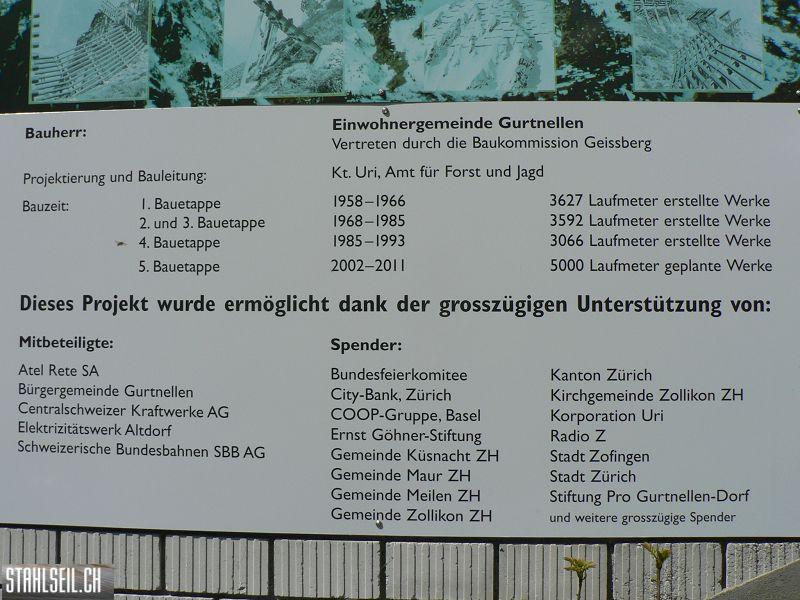 Bauherr: Einwohnergemeinde Gurtnellen
Vertreten durch die Baukommission Geissberg
Projektierung und Bauleitung: Kt. Uri, Amt für Forst und Jagd
Bauzeit: 1. Bauetappe 1958–1966 3627 Laufmeter erstellte Werke
2. und 3. Bauetappe 1968–1985 3592 Laufmeter erstellte Werke
4. Bauetappe 1985–1993 3066 Laufmeter erstellte Werke
5. Bauetappe 2002–2011 5000 Laufmeter geplante Werke
Dieses Projekt wurde ermöglicht dank der grosszügigen Unterstützung von:
Mitbeteiligte:
Atel Rete SA
Bürgergemeinde Gurtnellen
Centralschweizer Kraftwerke AG
Elektrizitätswerk Altdorf
Schweizerische Bundesbahnen SBB AG
Spender:
Bundesfeierkomitee
City-Bank, Zürich
COOP-Gruppe, Basel
Ernst Göhner-Stiftung
Gemeinde Küsnacht ZH
Gemeinde Maur ZH
Gemeinde Meilen ZH
Gemeinde Zollikon ZH
Kanton Zürich
Kirchgemeinde Zollikon ZH
Korporation Uri
Radio Z
Stadt Zofingen
Stadt Zürich
Stiftung Pro Gurtnellen-Dorf
und weitere grosszügige Spender
STAHLSEIL.CH